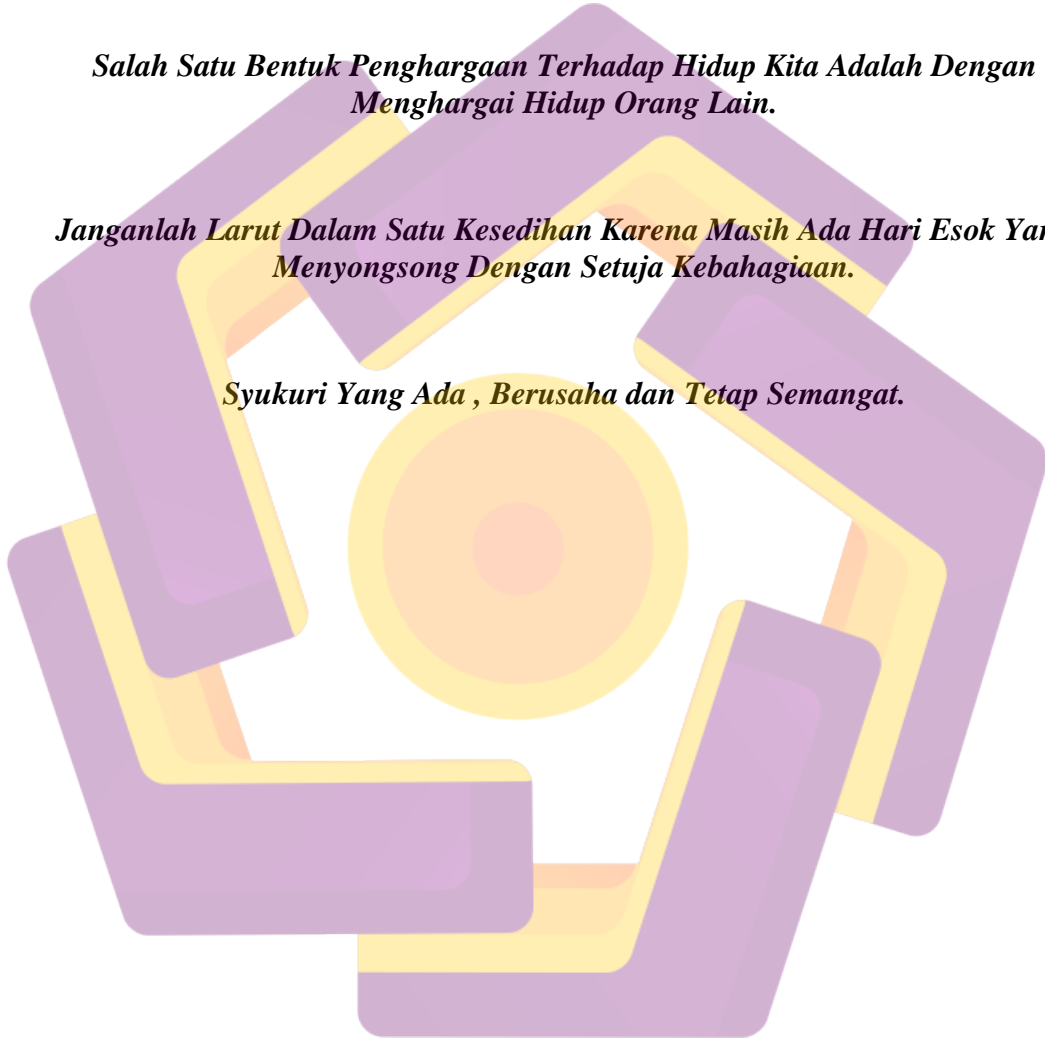 Salah Satu Bentuk Penghargaan Terhadap Hidup Kita Adalah Dengan
Menghargai Hidup Orang Lain.
Janganlah Larut Dalam Satu Kesedihan Karena Masih Ada Hari Esok
Menyongsong Dengan Setuja Kebahagiaan.
Syukuri Yang Ada , Berusaha dan Tetap Semangat.